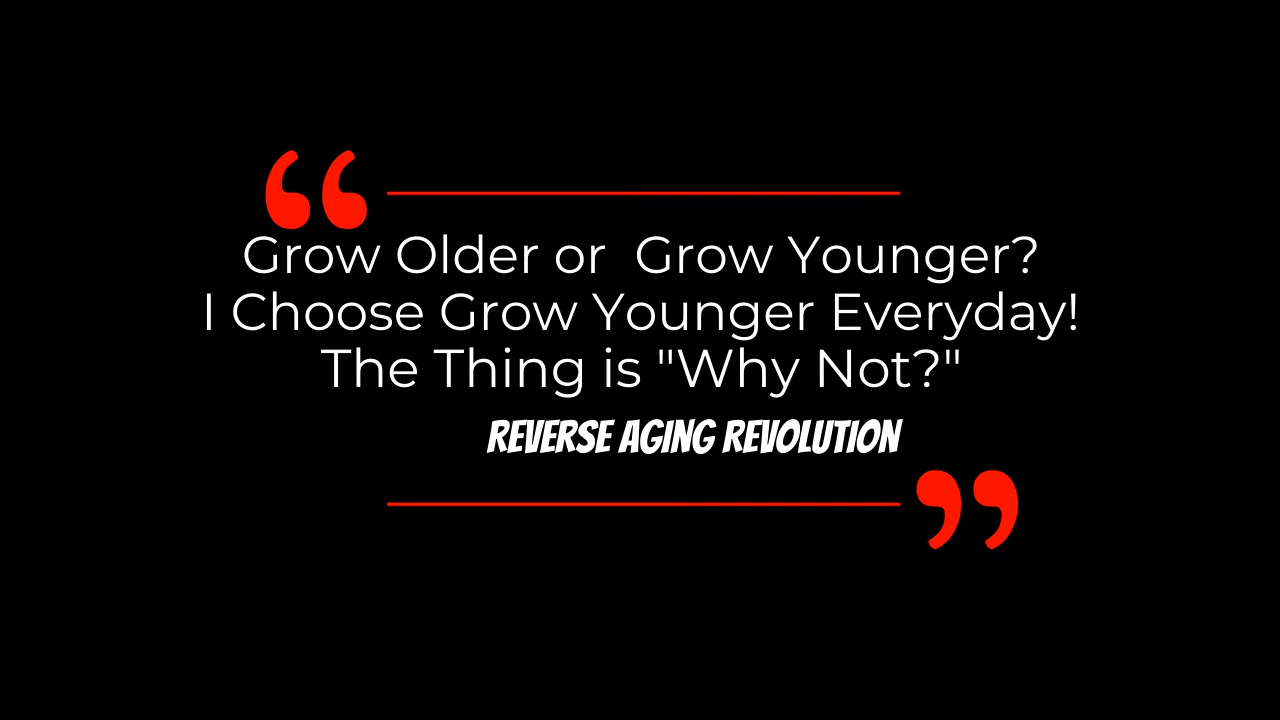 Grow Older or  Grow Younger?
I Choose Grow Younger Everyday!
The Thing is "Why Not?"
REVERSE AGING REVOLUTION